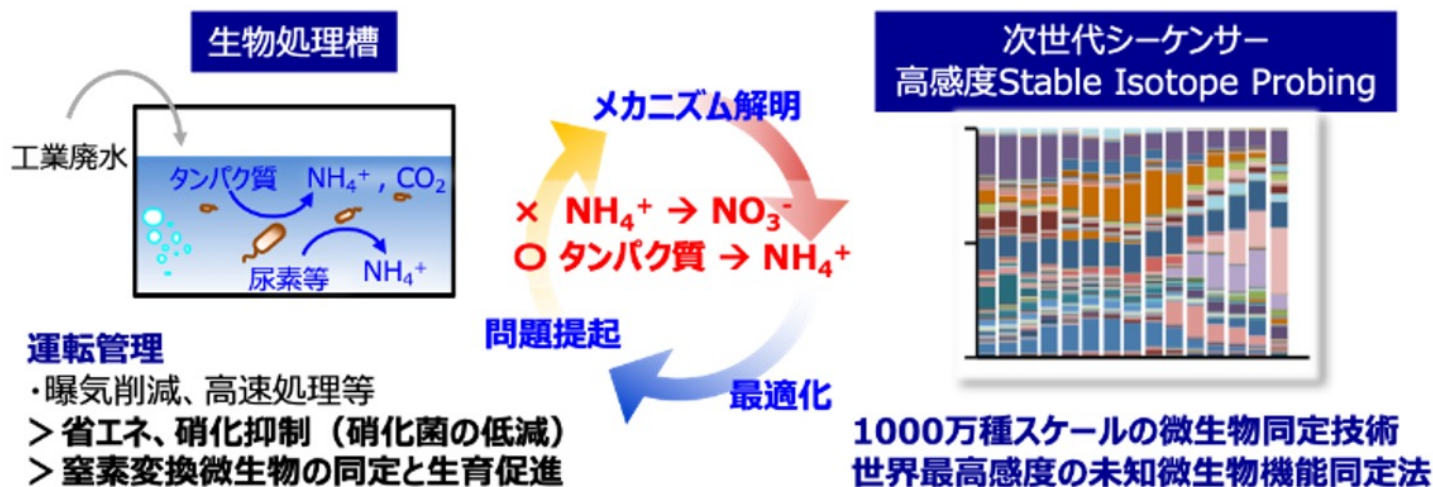 生物処理槽
工業廃水
タンパク質 NH₄⁺ , CO₂
尿素等 NH₄⁺
運転管理
・曝気削減、高速処理等
＞省エネ、硝化抑制（硝化菌の低減）
＞窒素変換微生物の同定と生育促進
メカニズム解明
× NH₄⁺ → NO₃⁻
○ タンパク質 → NH₄⁺
問題提起
最適化
次世代シーケンサー
高感度Stable Isotope Probing
1000万種スケールの微生物同定技術
世界最高感度の未知微生物機能同定法